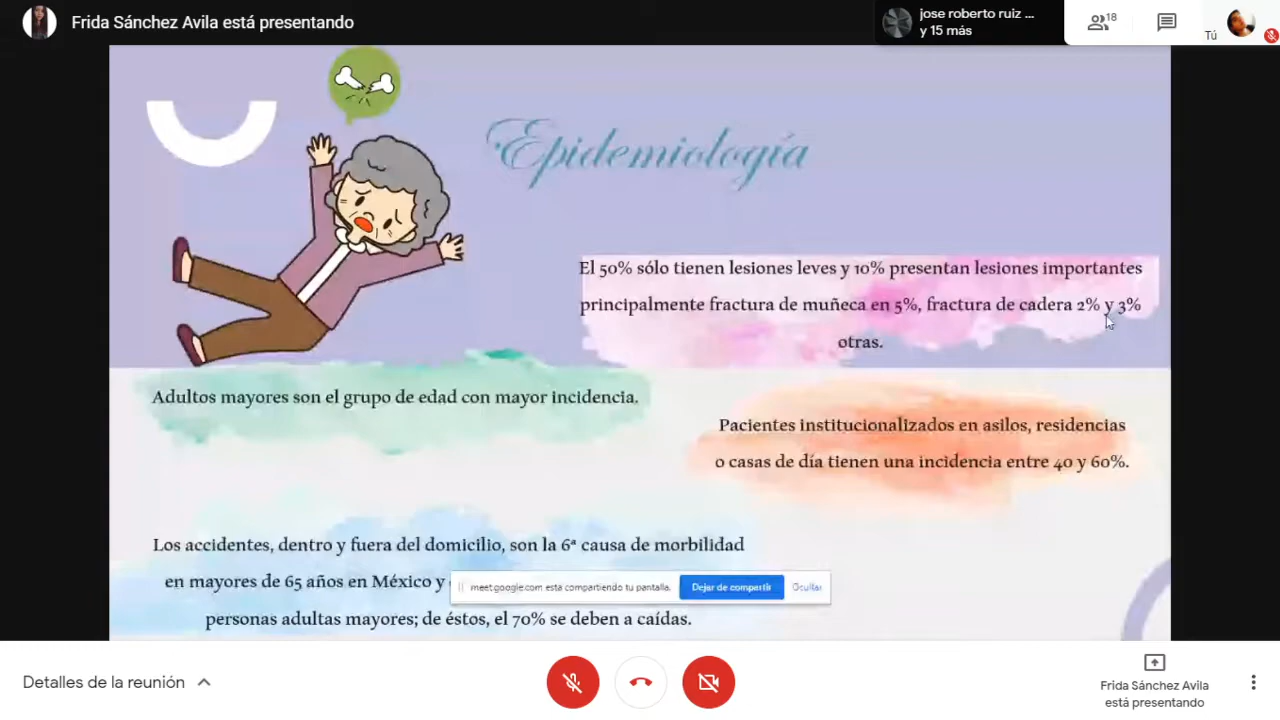 Frida Sánchez Avila está presentando
jose roberto ruiz ...
y 15 más
18
Tú
Epidemiología
El 50% sólo tienen lesiones leves y 10% presentan lesiones importantes
principalmente fractura de muñeca en 5%, fractura de cadera 2% y 3%
otras.
Adultos mayores son el grupo de edad con mayor incidencia.
Pacientes institucionalizados en asilos, residencias
o casas de día tienen una incidencia entre 40 y 60%.
Los accidentes, dentro y fuera del domicilio, son la 6ª causa de morbilidad
en mayores de 65 años en México y
meet.google.com está compartiendo tu pantalla.
Dejar de compartir
Ocultar
personas adultas mayores; de éstos, el 70% se deben a caídas.
Detalles de la reunión
Frida Sánchez Avila
está presentando